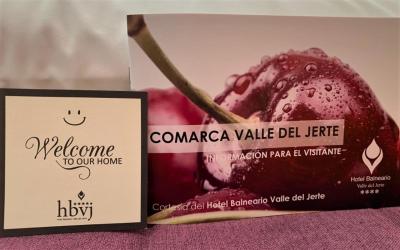 Welcome
TO OUR HOME
hbvj
COMARCA VALLE DEL JERTE
INFORMACIÓN PARA EL VISITANTE
Hotel Balneario
Valle del Jerte
Cortesía del Hotel Balneario Valle del Jerte